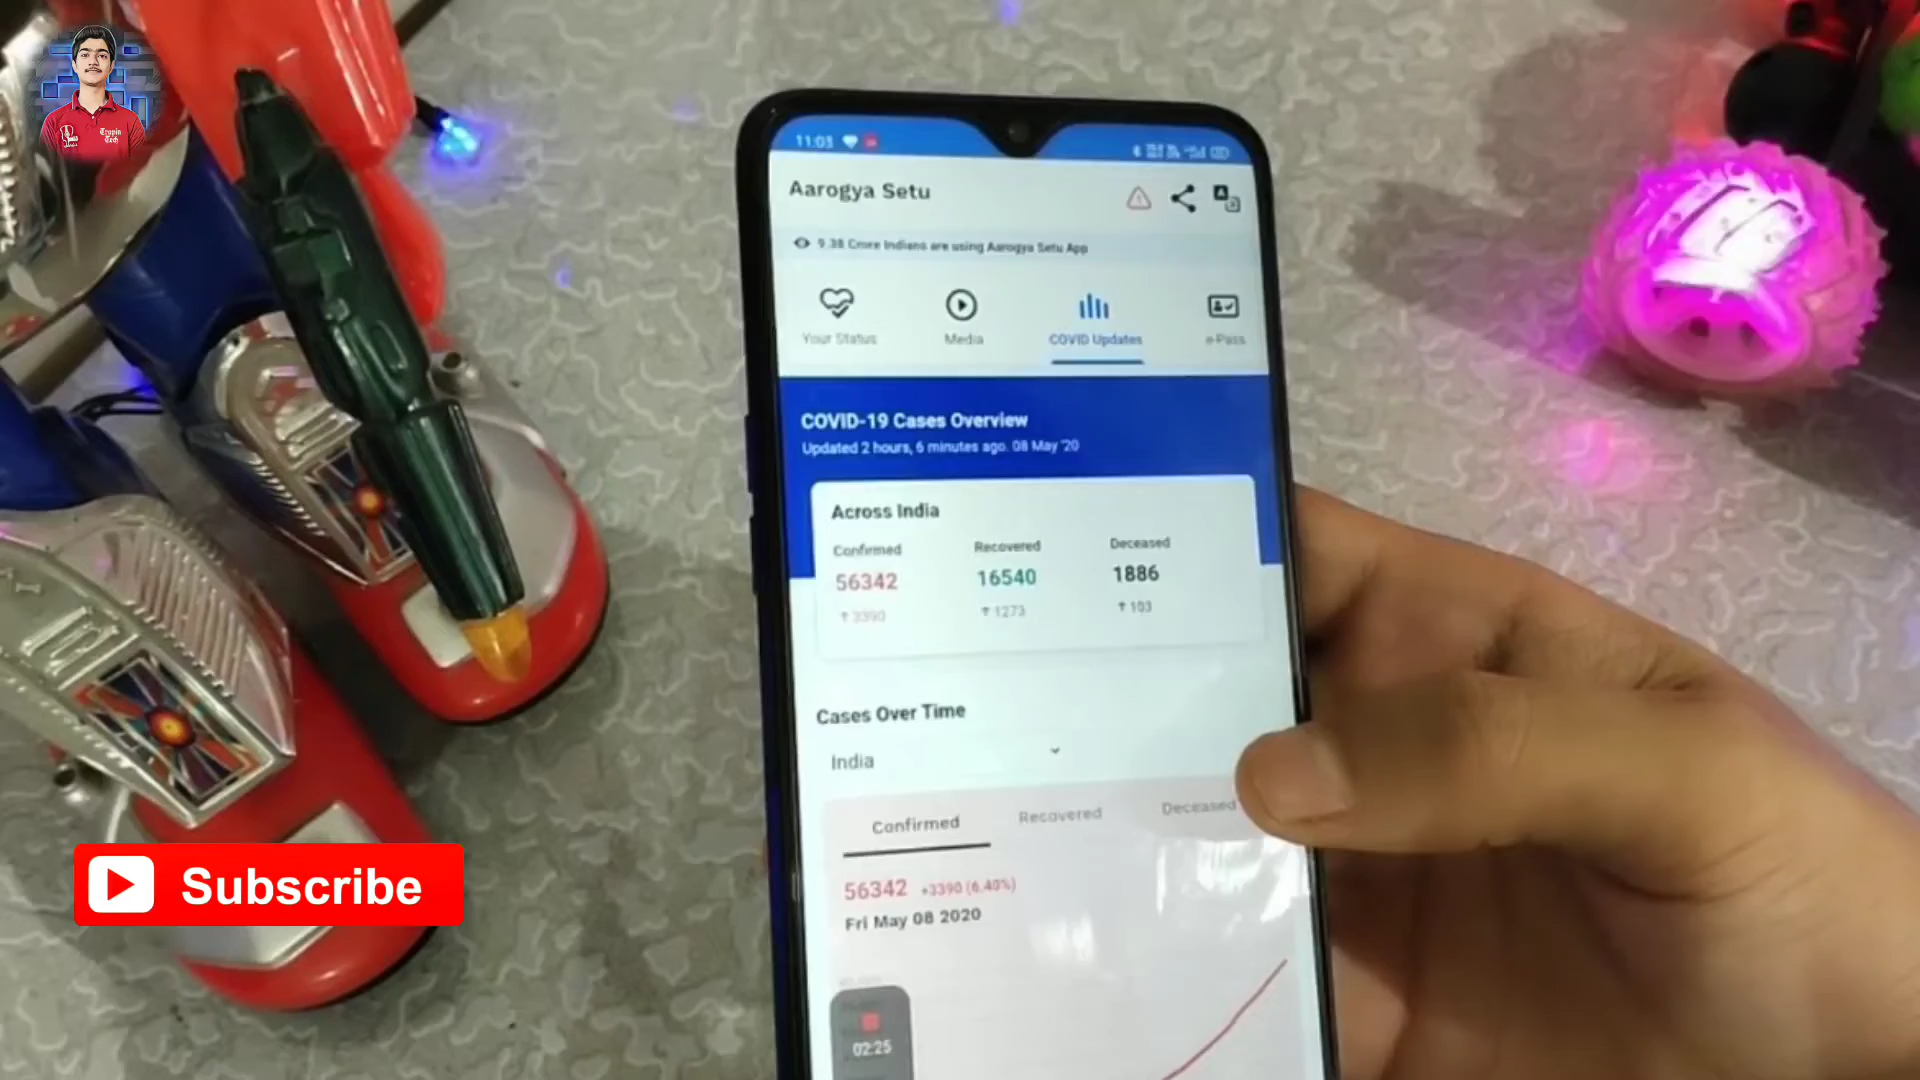 Tropin
Tech
11:03
Aarogya Setu
9.38 Crore Indians are using Aarogya Setu App
Your Status
Media
COVID Updates
e-Pass
COVID-19 Cases Overview
Updated 2 hours, 6 minutes ago. 08 May '20
Across India
Confirmed
Recovered
Deceased
56342
16540
1886
↑ 3390
↑ 1273
↑ 103
Cases Over Time
India
Confirmed
Recovered
Deceased
56342 +3390 (6.40%)
Fri May 08 2020
02:25
Subscribe